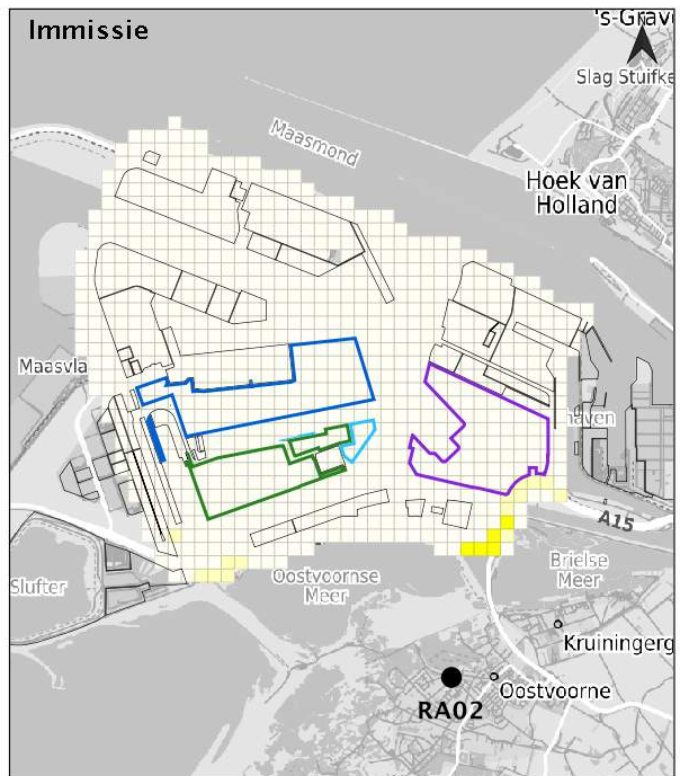 Immissie
's-Grave
Slag Stuifke
Maasmond
Hoek van
Holland
Maasvla
haven
A15
Slufter
Oostvoornse
Meer
Brielse
Meer
Kruiningerg
Oostvoorne
RA02